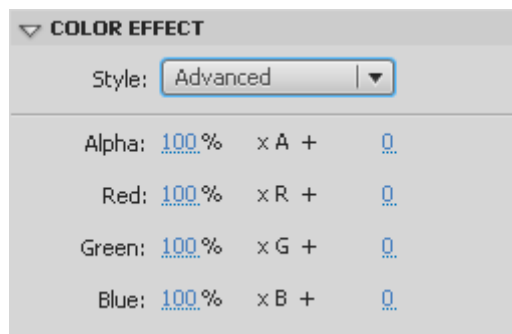 COLOR EFFECT
Style: Advanced
Alpha: 100 % x A + 0
Red: 100 % x R + 0
Green: 100 % x G + 0
Blue: 100 % x B + 0